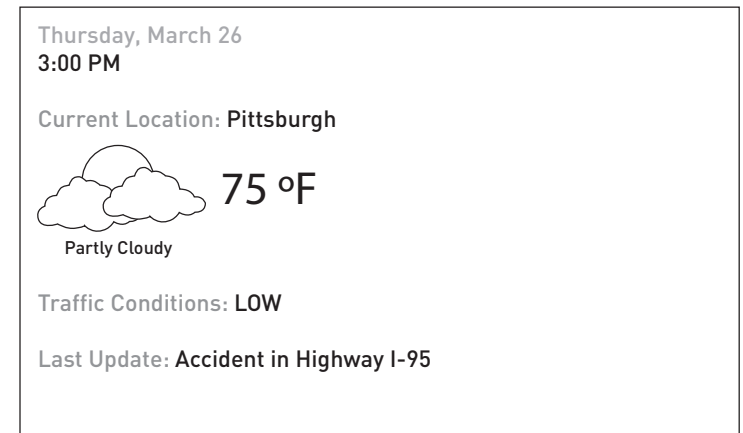 Thursday, March 26
3:00 PM
Current Location: Pittsburgh
75 ºF
Partly Cloudy
Traffic Conditions: LOW
Last Update: Accident in Highway I-95